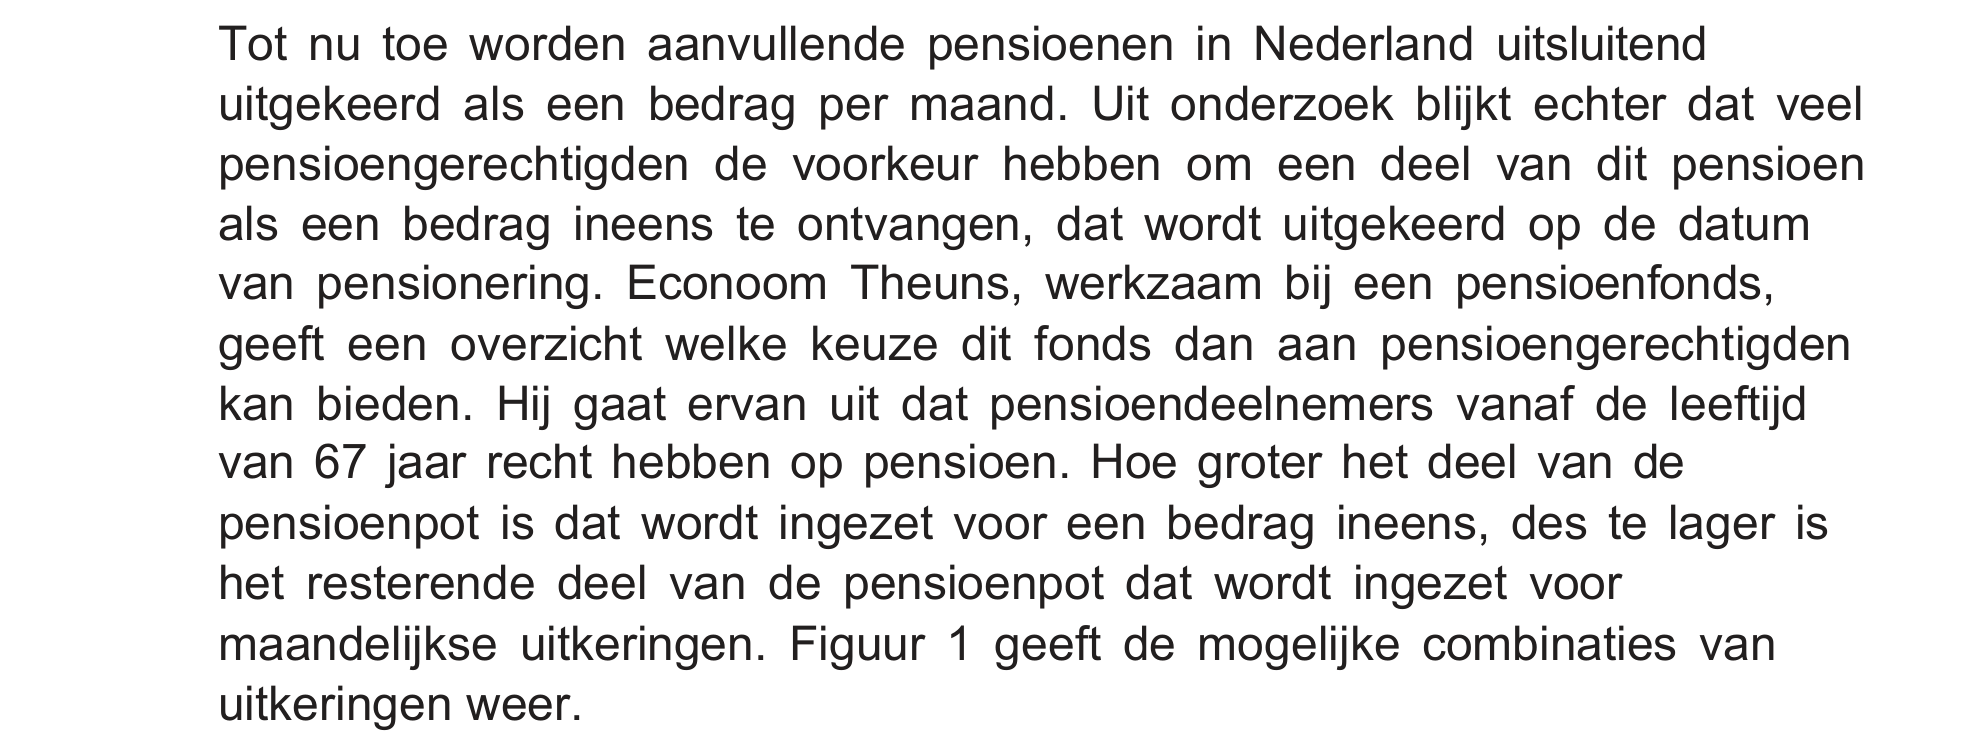 Tot nu toe worden aanvullende pensioenen in Nederland uitsluitend
uitgekeerd als een bedrag per maand. Uit onderzoek blijkt echter dat veel
pensioengerechtigden de voorkeur hebben om een deel van dit pensioen
als een bedrag ineens te ontvangen, dat wordt uitgekeerd op de datum
van pensionering. Econoom Theuns, werkzaam bij een pensioenfonds,
geeft een overzicht welke keuze dit fonds dan aan pensioengerechtigden
kan bieden. Hij gaat ervan uit dat pensioendeelnemers vanaf de leeftijd
van 67 jaar recht hebben op pensioen. Hoe groter het deel van de
pensioenpot is dat wordt ingezet voor een bedrag ineens, des te lager is
het resterende deel van de pensioenpot dat wordt ingezet voor
maandelijkse uitkeringen. Figuur 1 geeft de mogelijke combinaties van
uitkeringen weer.